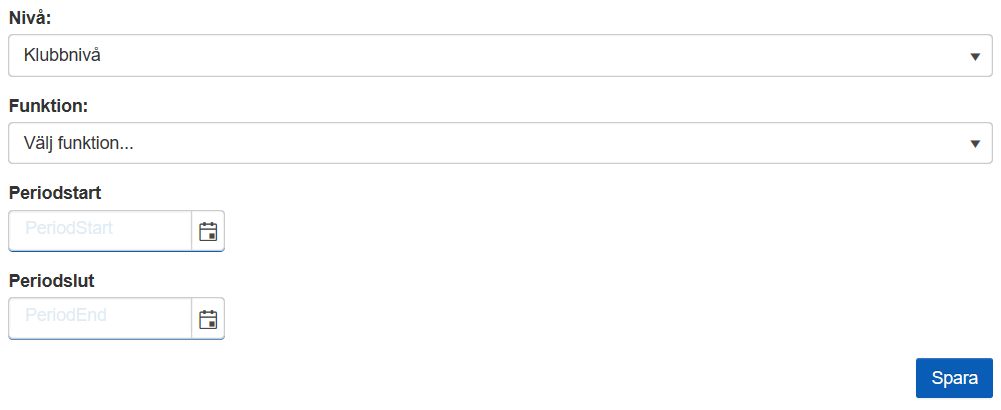 Nivå:
Klubbnivå
Funktion:
Välj funktion...
Periodstart
PeriodStart
Periodslut
PeriodEnd
Spara